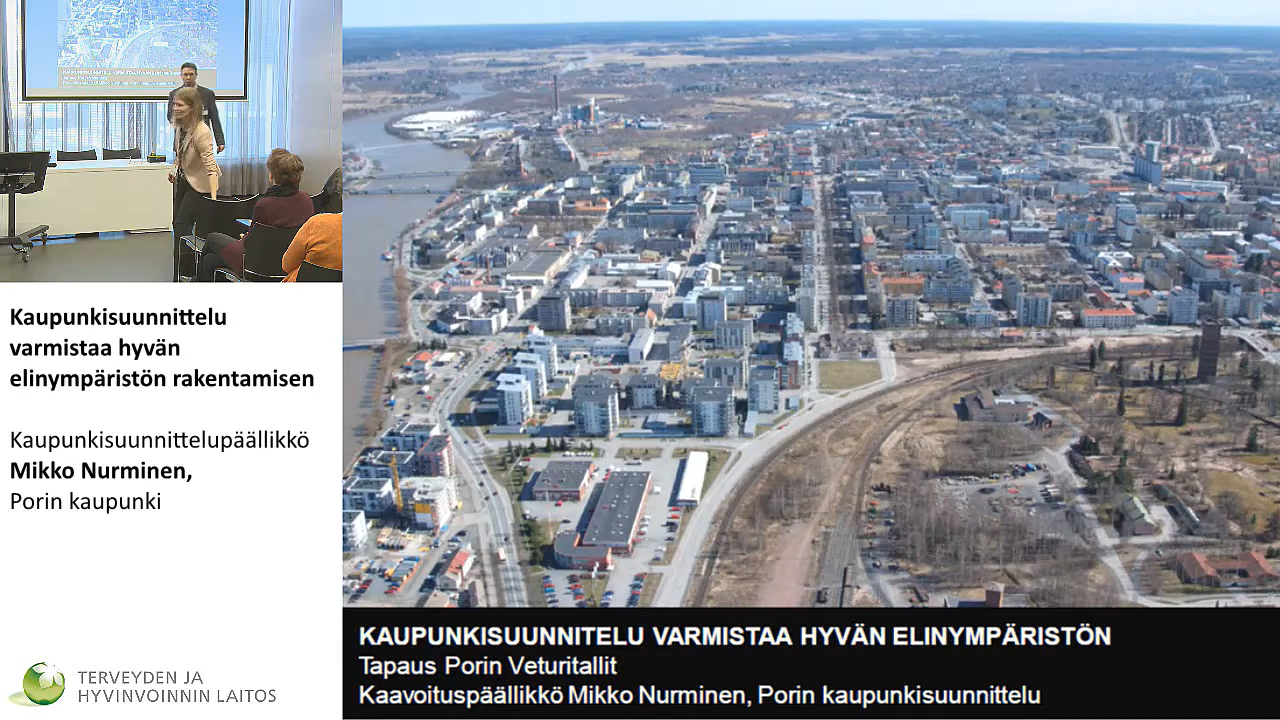 Kaupunkisuunnittelu
varmistaa hyvän
elinympäristön rakentamisen
Kaupunkisuunnittelupäällikkö
Mikko Nurminen,
Porin kaupunki
TERVEYDEN JA
HYVINVOINNIN LAITOS
KAUPUNKISUUNNITELU VARMISTAA HYVÄN ELINYMPÄRISTÖN
Tapaus Porin Veturitallit
Kaavoituspäällikkö Mikko Nurminen, Porin kaupunkisuunnittelu